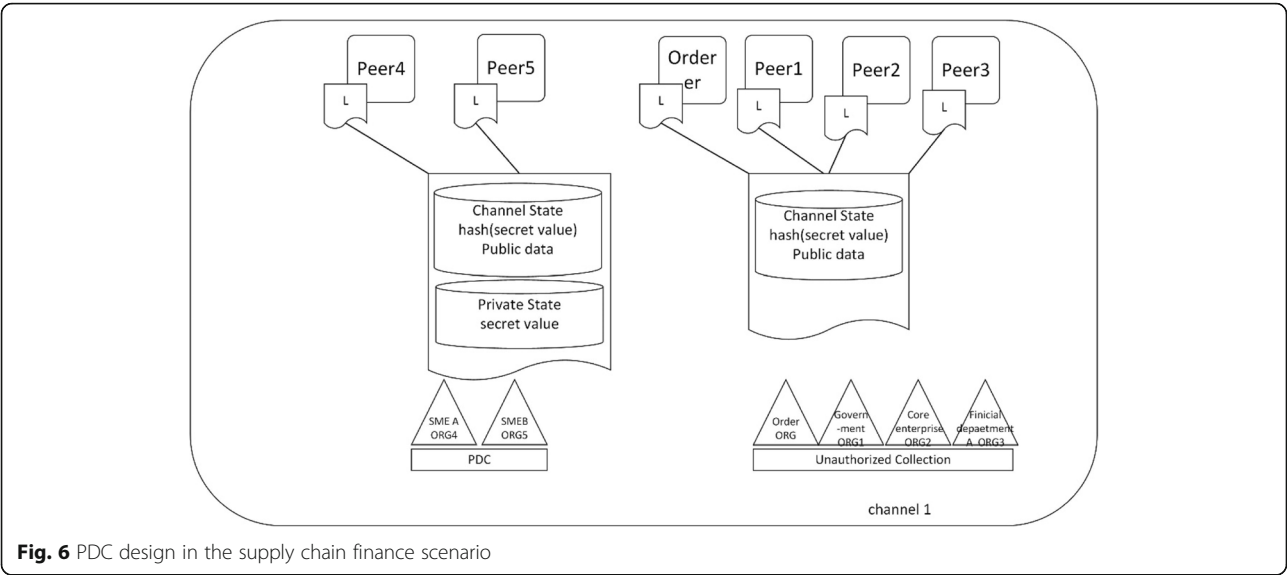 Peer4
Peer5
Order
er
Peer1
Peer2
Peer3
L
L
L
L
L
L
Channel State
hash(secret value)
Public data
Private State
secret value
Channel State
hash(secret value)
Public data
SME A
ORG4
SMEB
ORG5
PDC
Order
ORG
Govern
-ment
ORG1
Core
enterprise
ORG2
Finicial
depaetment
A ORG3
Unauthorized Collection
channel 1
Fig. 6 PDC design in the supply chain finance scenario